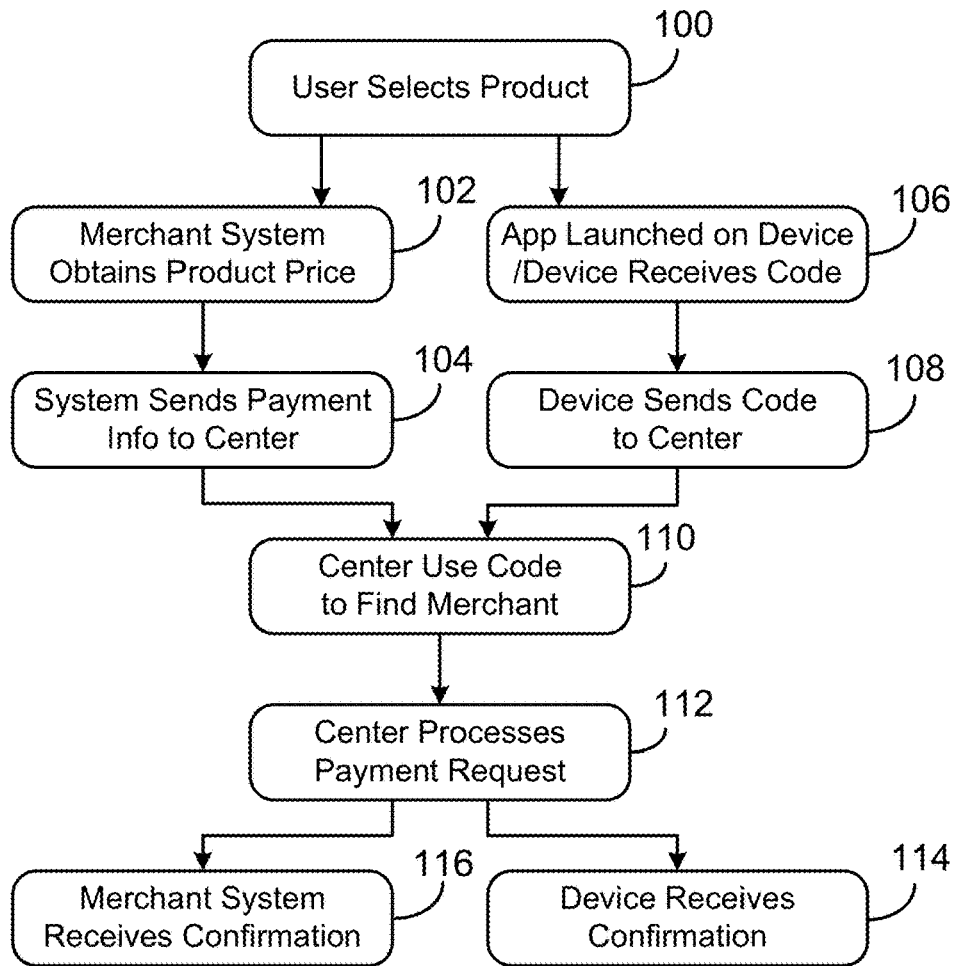 100
User Selects Product
102
Merchant System
Obtains Product Price
106
App Launched on Device
/Device Receives Code
104
System Sends Payment
Info to Center
108
Device Sends Code
to Center
110
Center Use Code
to Find Merchant
112
Center Processes
Payment Request
116
Merchant System
Receives Confirmation
114
Device Receives
Confirmation